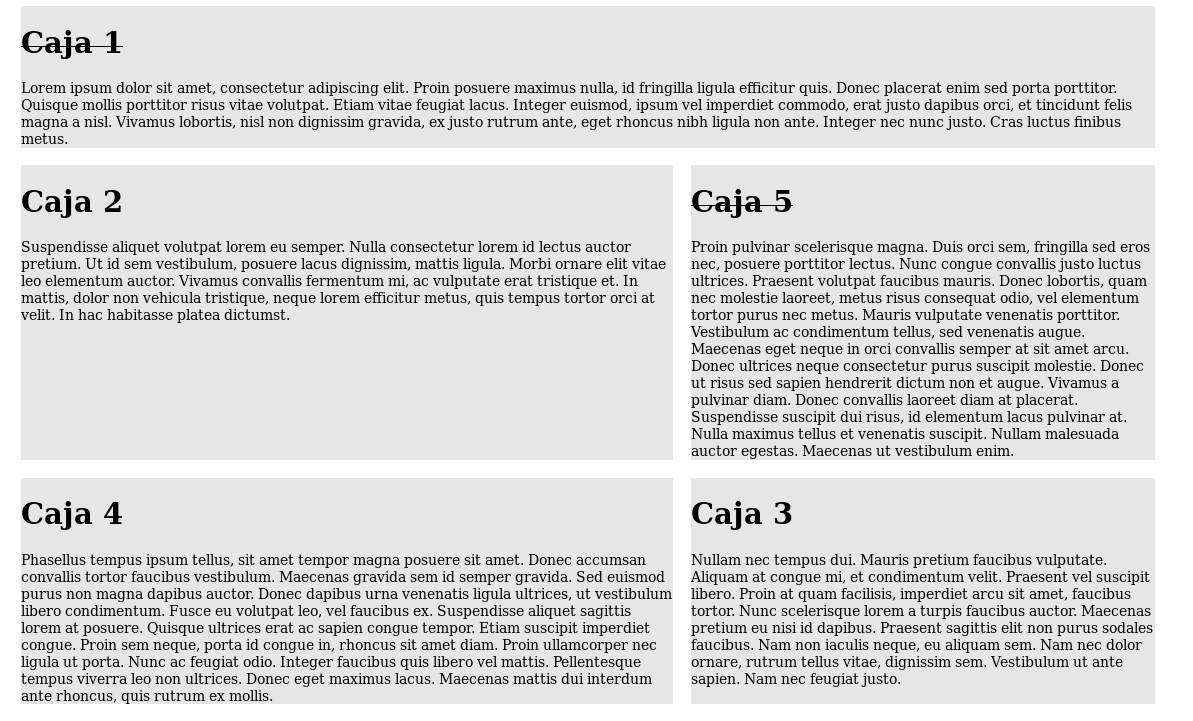 Caja 1
Lorem ipsum dolor sit amet, consectetur adipiscing elit. Proin posuere maximus nulla, id fringilla ligula efficitur quis. Donec placerat enim sed porta porttitor.
Quisque mollis porttitor risus vitae volutpat. Etiam vitae feugiat lacus. Integer euismod, ipsum vel imperdiet commodo, erat justo dapibus orci, et tincidunt felis
magna a nisl. Vivamus lobortis, nisl non dignissim gravida, ex justo rutrum ante, eget rhoncus nibh ligula non ante. Integer nec nunc justo. Cras luctus finibus
metus.
Caja 2
Suspendisse aliquet volutpat lorem eu semper. Nulla consectetur lorem id lectus auctor
pretium. Ut id sem vestibulum, posuere lacus dignissim, mattis ligula. Morbi ornare elit vitae
leo elementum auctor. Vivamus convallis fermentum mi, ac vulputate erat tristique et. In
mattis, dolor non vehicula tristique, neque lorem efficitur metus, quis tempus tortor orci at
velit. In hac habitasse platea dictumst.
Caja 5
Proin pulvinar scelerisque magna. Duis orci sem, fringilla sed eros
nec, posuere porttitor lectus. Nunc congue convallis justo luctus
ultrices. Praesent volutpat faucibus mauris. Donec lobortis, quam
nec molestie laoreet, metus risus consequat odio, vel elementum
tortor purus nec metus. Mauris vulputate venenatis porttitor.
Vestibulum ac condimentum tellus, sed venenatis augue.
Maecenas eget neque in orci convallis semper at sit amet arcu.
Donec ultrices neque consectetur purus suscipit molestie. Donec
ut risus sed sapien hendrerit dictum non et augue. Vivamus a
pulvinar diam. Donec convallis laoreet diam at placerat.
Suspendisse suscipit dui risus, id elementum lacus pulvinar at.
Nulla maximus tellus et venenatis suscipit. Nullam malesuada
auctor egestas. Maecenas ut vestibulum enim.
Caja 4
Phasellus tempus ipsum tellus, sit amet tempor magna posuere sit amet. Donec accumsan
convallis tortor faucibus vestibulum. Maecenas gravida sem id semper gravida. Sed euismod
purus non magna dapibus auctor. Donec dapibus urna venenatis ligula ultrices, ut vestibulum
libero condimentum. Fusce eu volutpat leo, vel faucibus ex. Suspendisse aliquet sagittis
lorem at posuere. Quisque ultrices erat ac sapien congue tempor. Etiam suscipit imperdiet
congue. Proin sem neque, porta id congue in, rhoncus sit amet diam. Proin ullamcorper nec
ligula ut porta. Nunc ac feugiat odio. Integer faucibus quis libero vel mattis. Pellentesque
tempus viverra leo non ultrices. Donec eget maximus lacus. Maecenas mattis dui interdum
ante rhoncus, quis rutrum ex mollis.
Caja 3
Nullam nec tempus dui. Mauris pretium faucibus vulputate.
Aliquam at congue mi, et condimentum velit. Praesent vel suscipit
libero. Proin at quam facilisis, imperdiet arcu sit amet, faucibus
tortor. Nunc scelerisque lorem a turpis faucibus auctor. Maecenas
pretium eu nisi id dapibus. Praesent sagittis elit non purus sodales
faucibus. Nam non iaculis neque, eu aliquam sem. Nam nec dolor
ornare, rutrum tellus vitae, dignissim sem. Vestibulum ut ante
sapien. Nam nec feugiat justo.